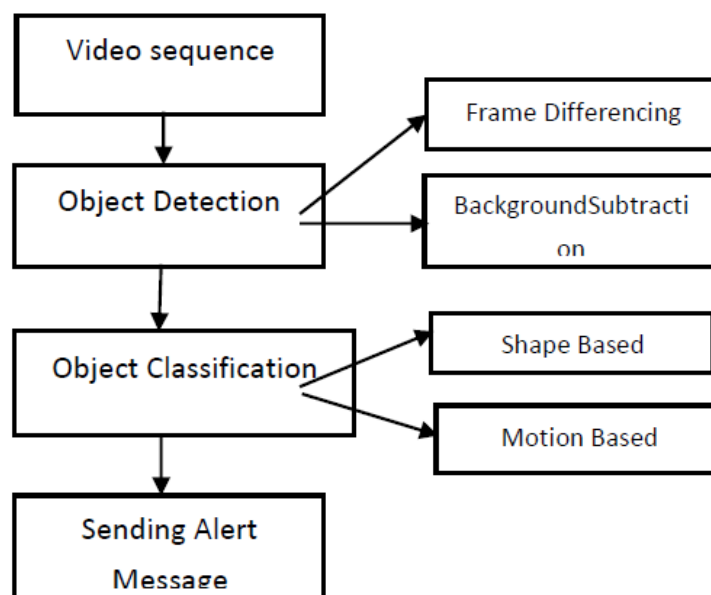 Video sequence
Frame Differencing
Object Detection
BackgroundSubtracti
on
Object Classification
Shape Based
Motion Based
Sending Alert
Message